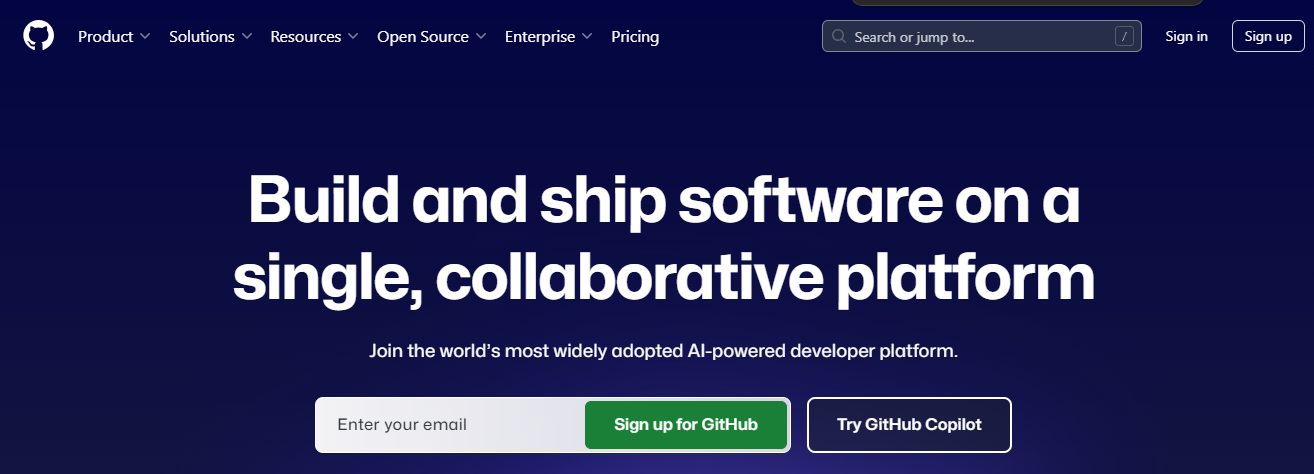 Product Solutions Resources Open Source Enterprise Pricing Search or jump to... / Sign in Sign up
Build and ship software on a
single, collaborative platform
Join the world’s most widely adopted AI-powered developer platform.
Enter your email Sign up for GitHub Try GitHub Copilot